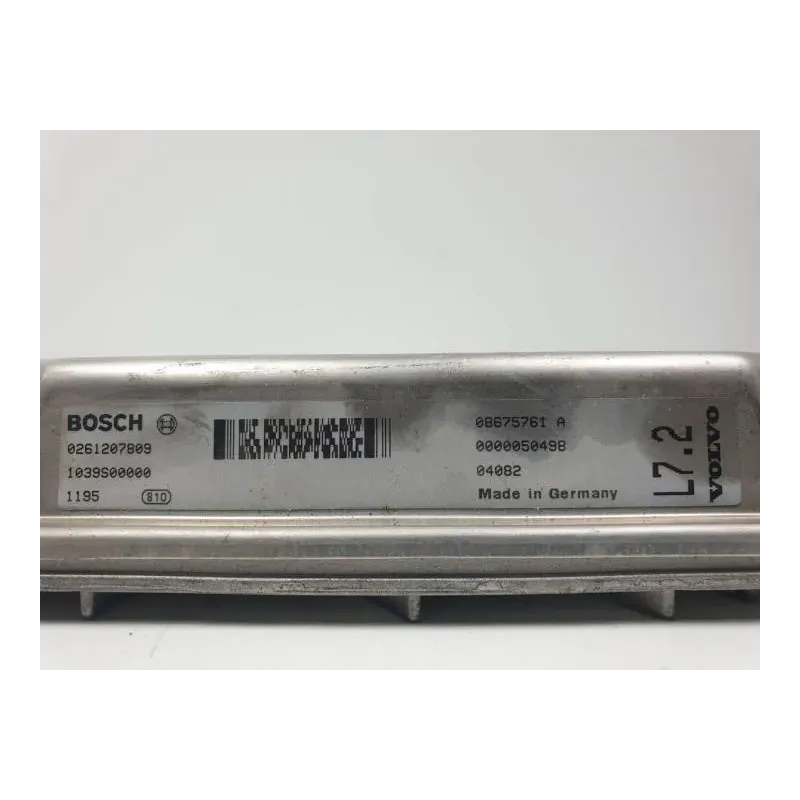 BOSCH
0261207809
1039S00000
1195 810
08675761 A
0000050498
04082
Made in Germany
L7.2
VOLVO